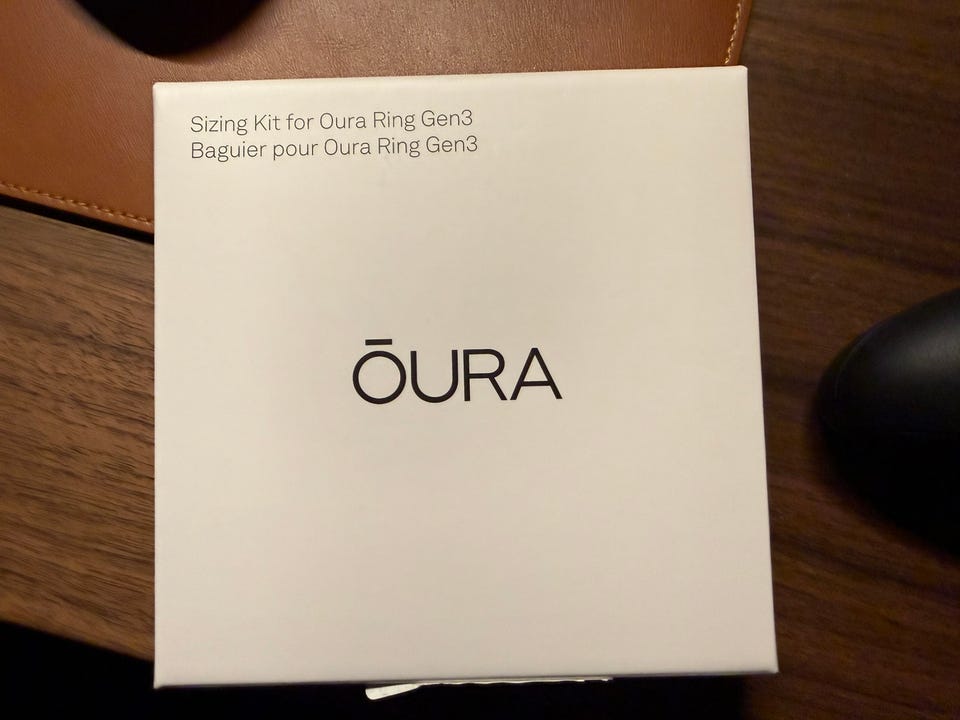 Sizing Kit for Oura Ring Gen3
Baguier pour Oura Ring Gen3
ŌURA